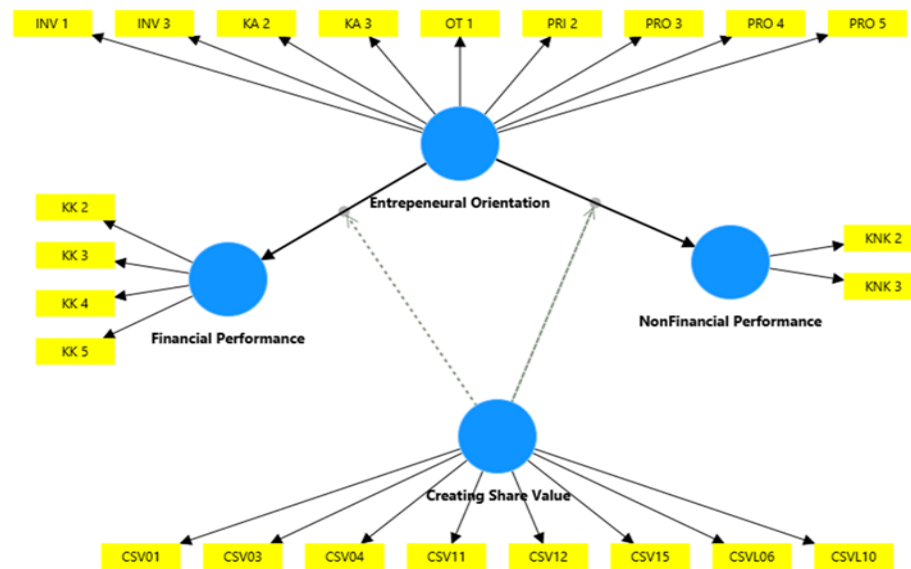 INV 1
INV 3
KA 2
KA 3
OT 1
PRI 2
PRO 3
PRO 4
PRO 5
Entrepeneural Orientation
KK 2
KK 3
KK 4
KK 5
Financial Performance
KNK 2
KNK 3
NonFinancial Performance
Creating Share Value
CSV01
CSV03
CSV04
CSV11
CSV12
CSV15
CSVL06
CSVL10